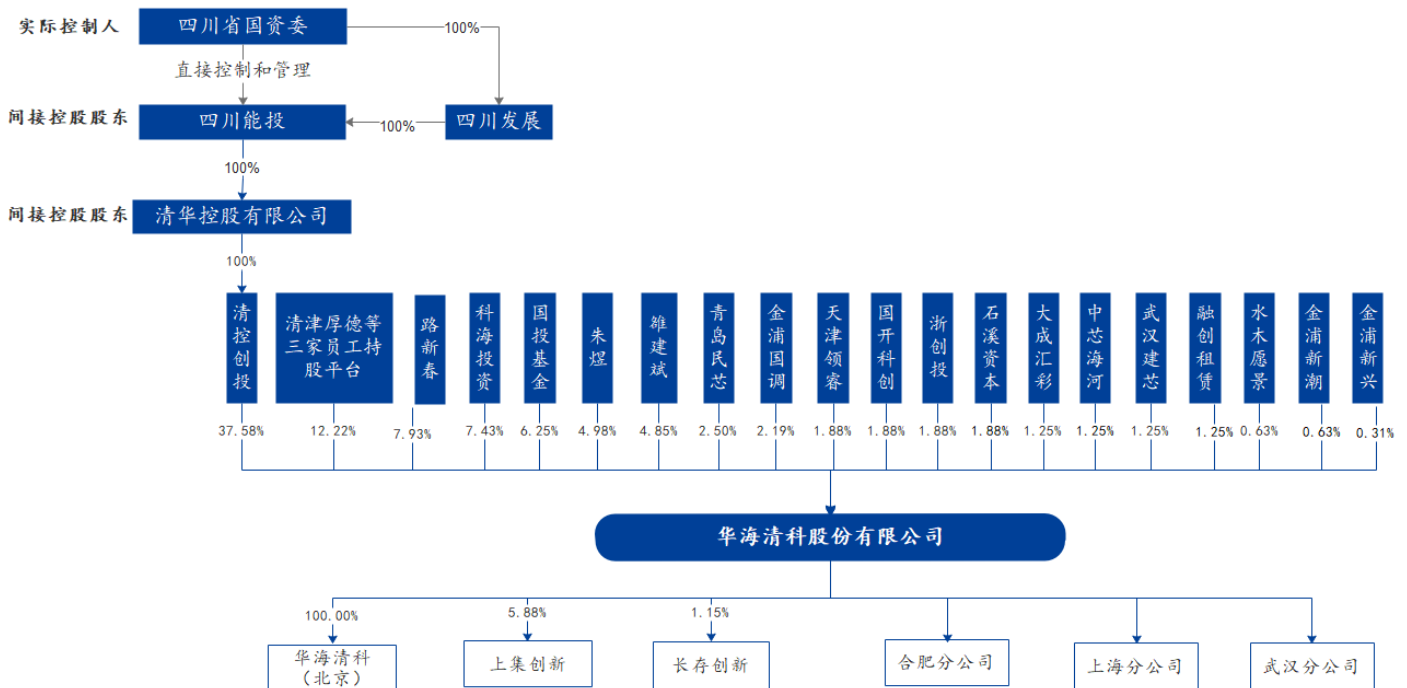 实际控制人
四川省国资委
100%
直接控制和管理
间接控股股东
四川能投
100%
四川发展
100%
间接控股股东
清华控股有限公司
100%
清控创投
清津厚德等
三家员工持
股平台
路新春
科海投资
国投基金
朱煜
雒建斌
青岛民芯
金浦国调
天津领睿
国开科创
浙创投
石溪资本
大成汇彩
中芯海河
武汉建芯
融创租赁
水木愿景
金浦新潮
金浦新兴
37.58%
12.22%
7.93%
7.43%
6.25%
4.98%
4.85%
2.50%
2.19%
1.88%
1.88%
1.88%
1.88%
1.25%
1.25%
1.25%
1.25%
0.63%
0.63%
0.31%
华海清科股份有限公司
100.00%
5.88%
1.15%
华海清科
（北京）
上集创新
长存创新
合肥分公司
上海分公司
武汉分公司